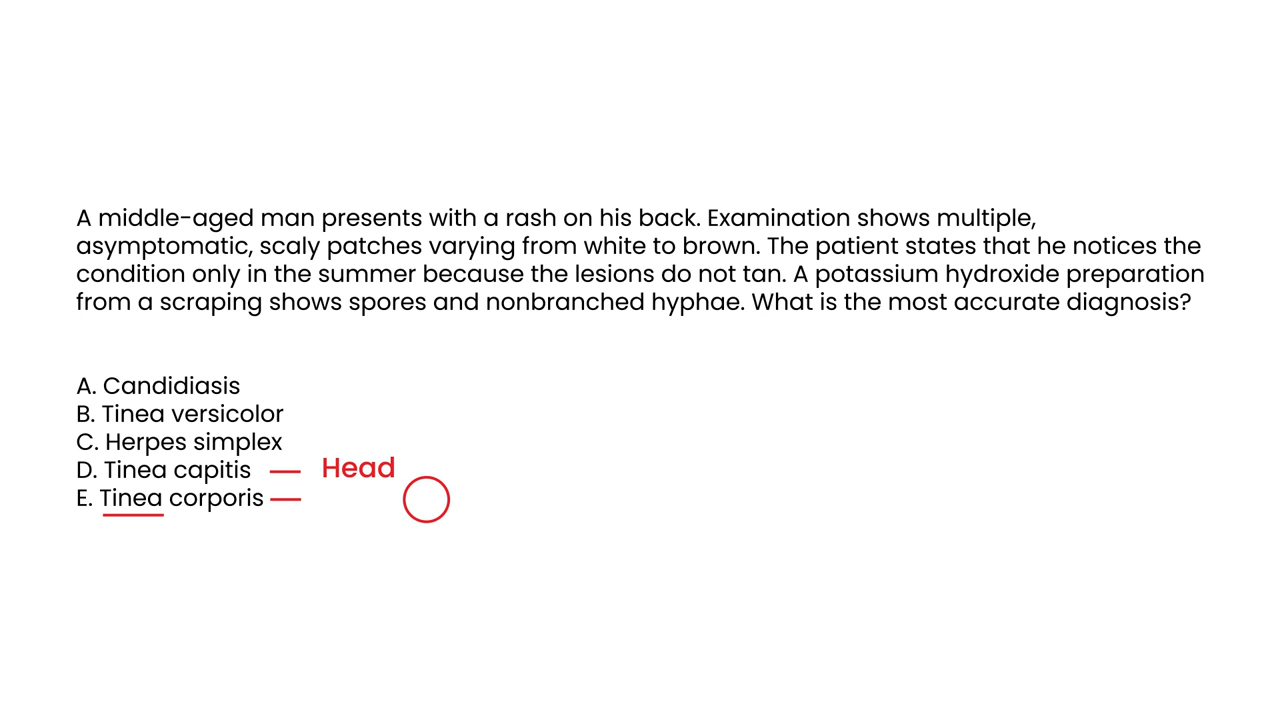 A middle-aged man presents with a rash on his back. Examination shows multiple,
asymptomatic, scaly patches varying from white to brown. The patient states that he notices the
condition only in the summer because the lesions do not tan. A potassium hydroxide preparation
from a scraping shows spores and nonbranched hyphae. What is the most accurate diagnosis?
A. Candidiasis
B. Tinea versicolor
C. Herpes simplex
D. Tinea capitis — Head
E. Tinea corporis —